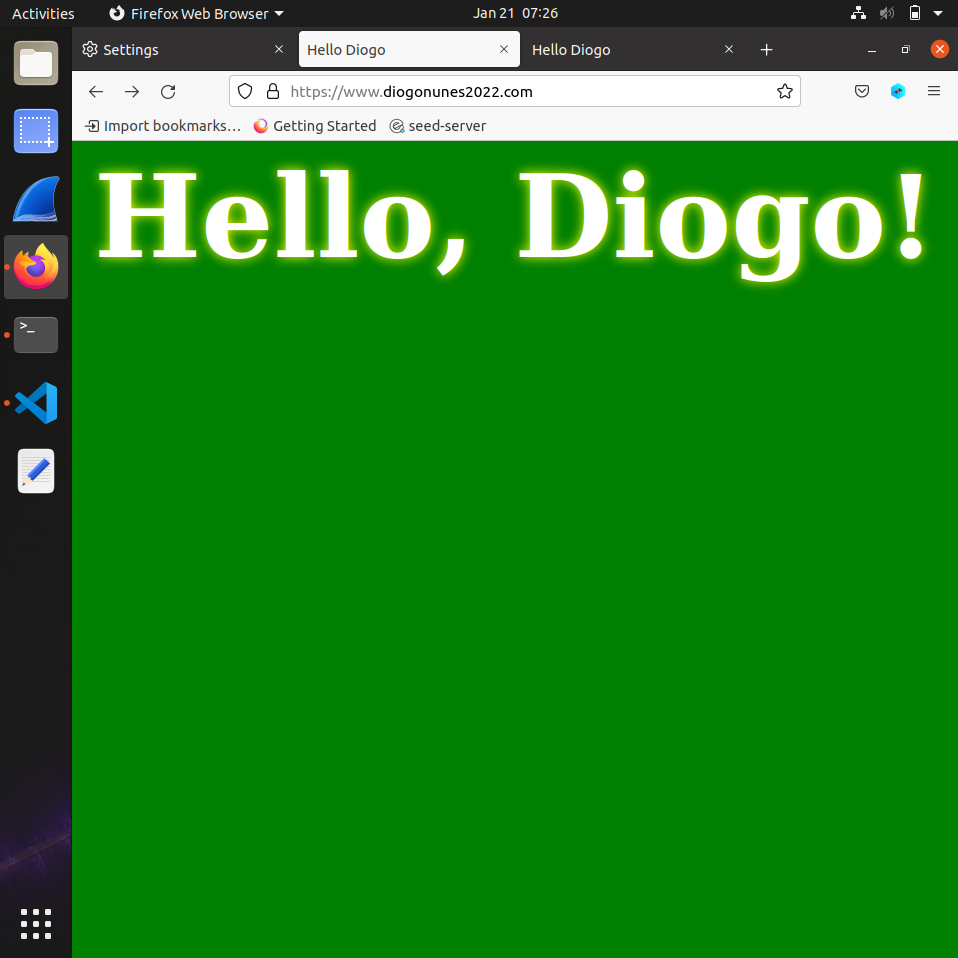 Activities
Firefox Web Browser
Jan 21 07:26
Settings
Hello Diogo
Hello Diogo
https://www.diogonunes2022.com
Import bookmarks…
Getting Started
seed-server
Hello, Diogo!
>_